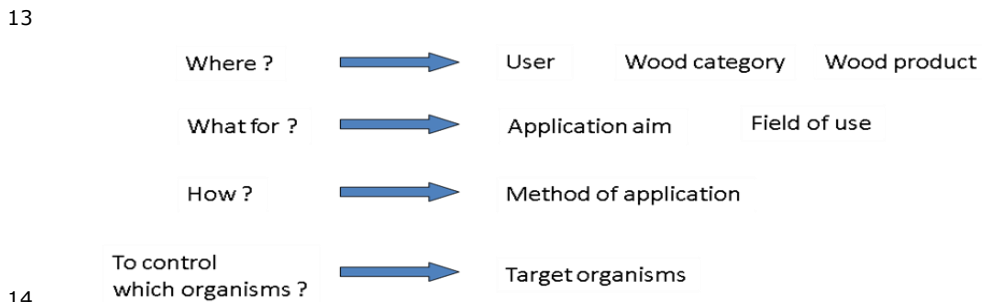 13
Where ? User Wood category Wood product
What for ? Application aim Field of use
How ? Method of application
To control
which organisms ? Target organisms
14